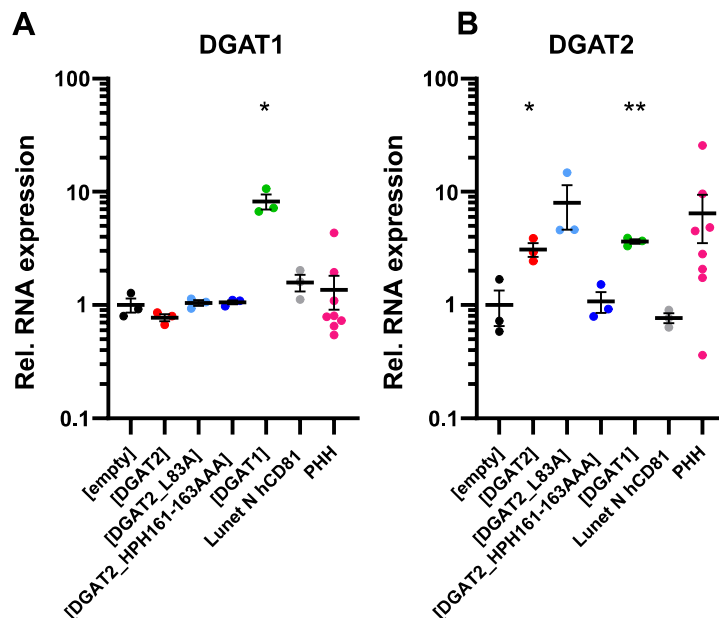 A
DGAT1
Rel. RNA expression
100
10
1
0.1
*
[empty]
[DGAT2]
[DGAT2_L83A]
[DGAT2_HPH161-163AAA]
[DGAT1]
Lunet N hCD81
PHH
B
DGAT2
Rel. RNA expression
100
10
1
0.1
*
**
[empty]
[DGAT2]
[DGAT2_L83A]
[DGAT2_HPH161-163AAA]
[DGAT1]
Lunet N hCD81
PHH